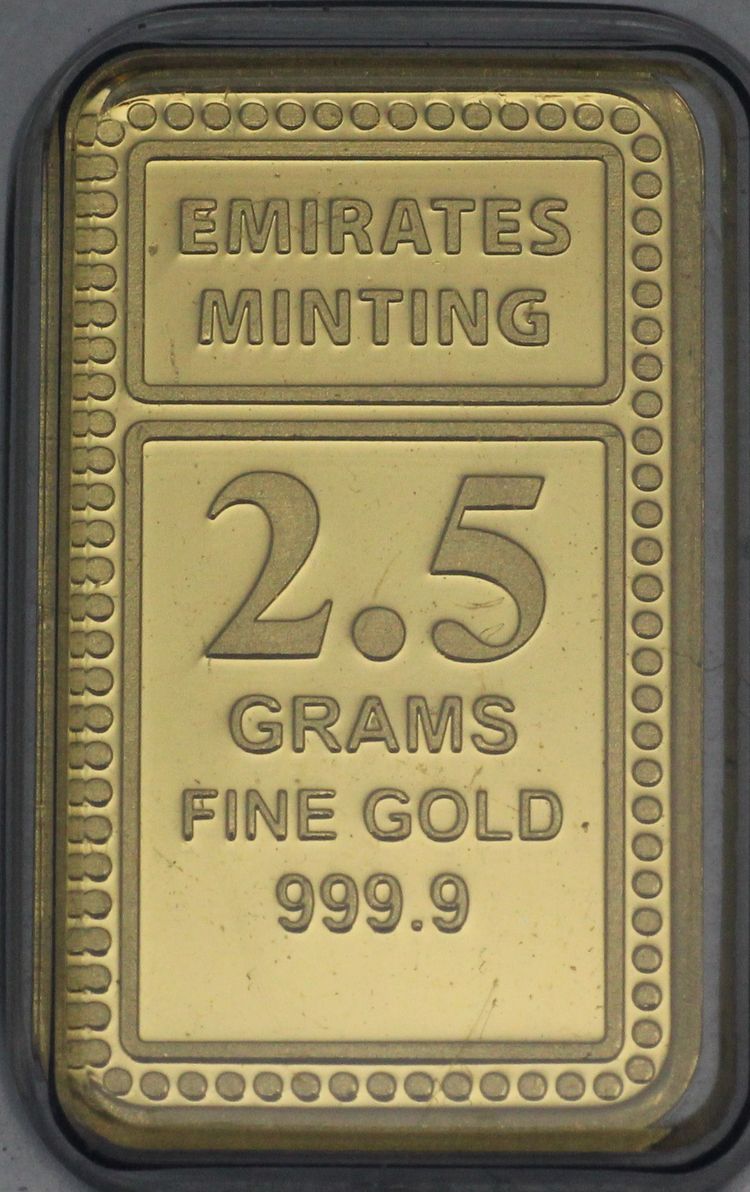 EMIRATES
MINTING
2.5
GRAMS
FINE GOLD
999.9